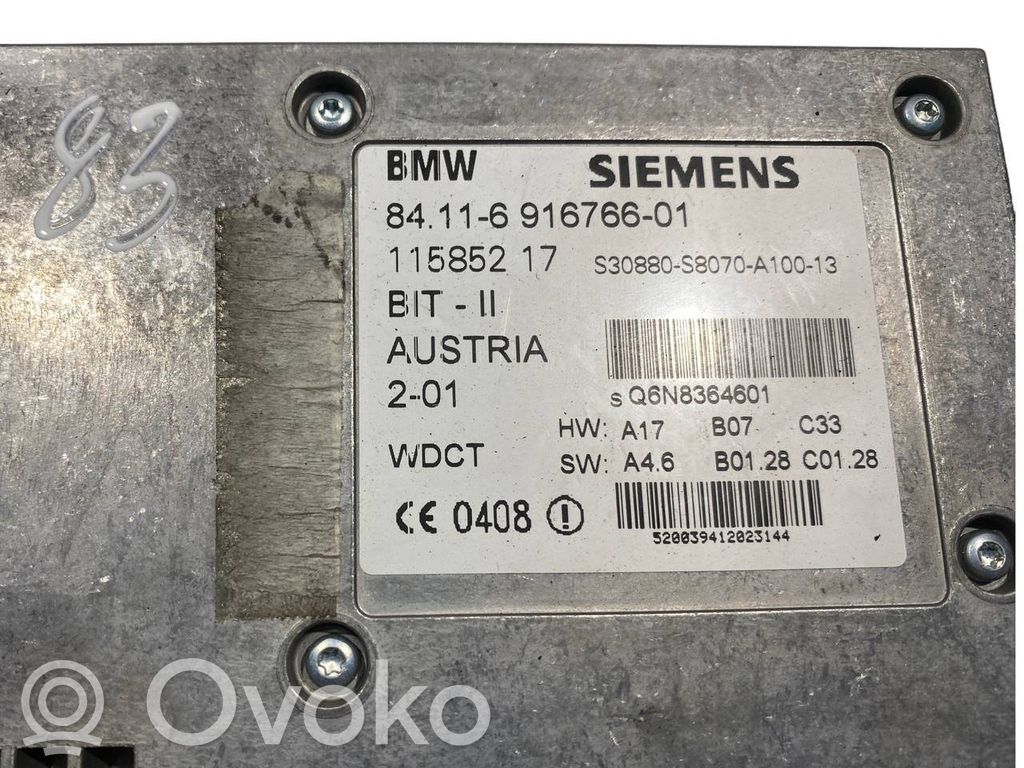 83
BMW SIEMENS
84.11-6 916766-01
115852 17 S30880-S8070-A100-13
BIT - II
AUSTRIA
2-01
s Q6N8364601
HW: A17 B07 C33
WDCT SW: A4.6 B01.28 C01.28
CE 0408
520039412023144
Ovoko